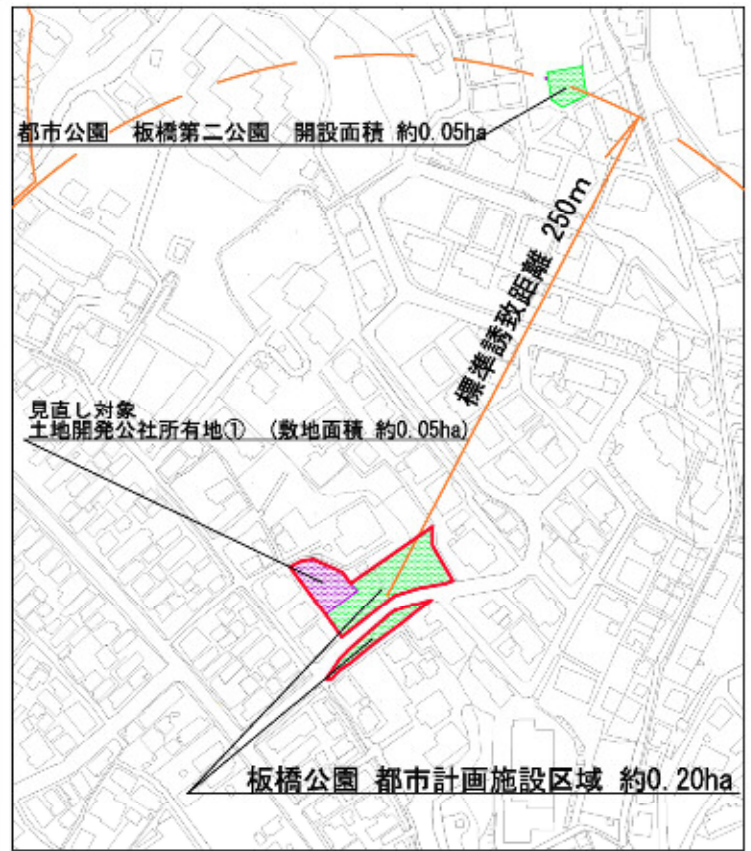 都市公園 板橋第二公園 開設面積 約0.05ha
標準誘致距離 250m
見直し対象
土地開発公社所有地① (敷地面積 約0.05ha)
板橋公園 都市計画施設区域 約0.20ha